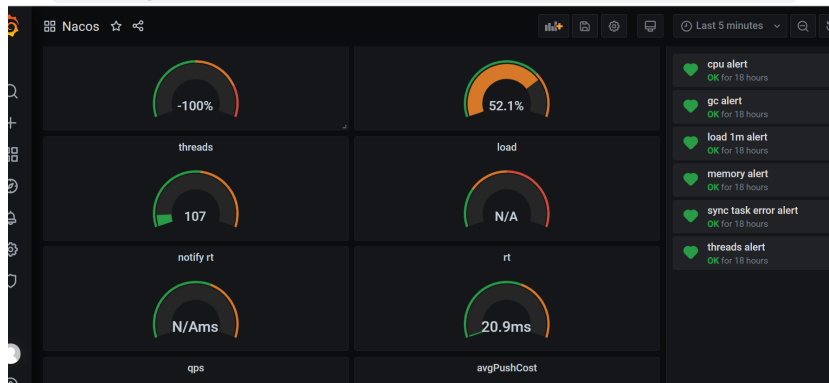 Nacos
Last 5 minutes
-100%
52.1%
threads
load
107
N/A
notify rt
rt
N/Ams
20.9ms
qps
avgPushCost
cpu alert
OK for 18 hours
gc alert
OK for 18 hours
load 1m alert
OK for 18 hours
memory alert
OK for 18 hours
sync task error alert
OK for 18 hours
threads alert
OK for 18 hours